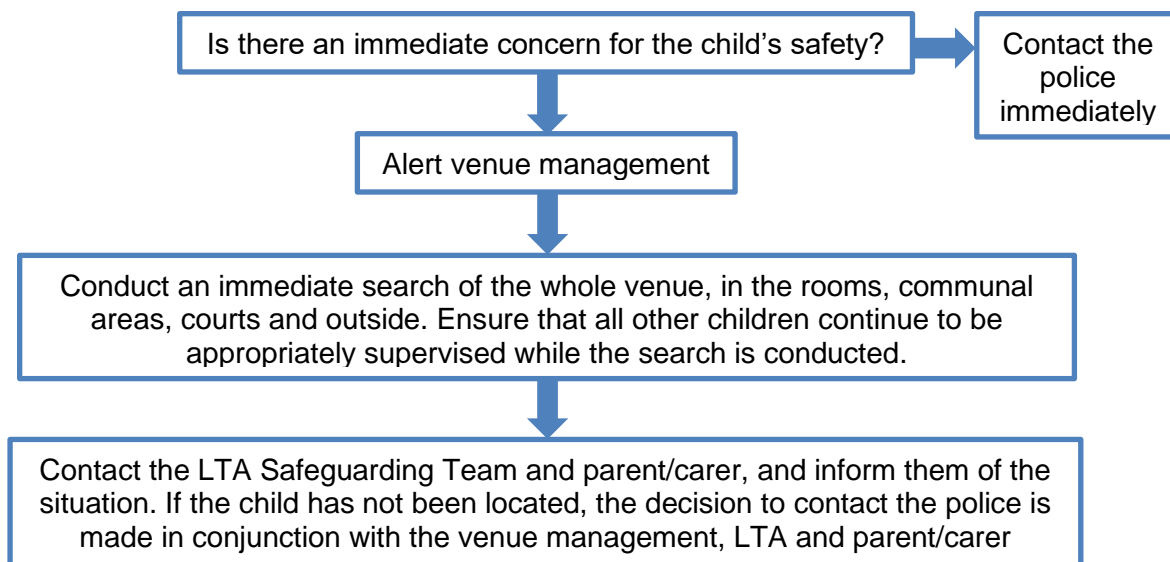 Is there an immediate concern for the child’s safety?
Contact the
police
immediately
Alert venue management
Conduct an immediate search of the whole venue, in the rooms, communal
areas, courts and outside. Ensure that all other children continue to be
appropriately supervised while the search is conducted.
Contact the LTA Safeguarding Team and parent/carer, and inform them of the
situation. If the child has not been located, the decision to contact the police is
made in conjunction with the venue management, LTA and parent/carer